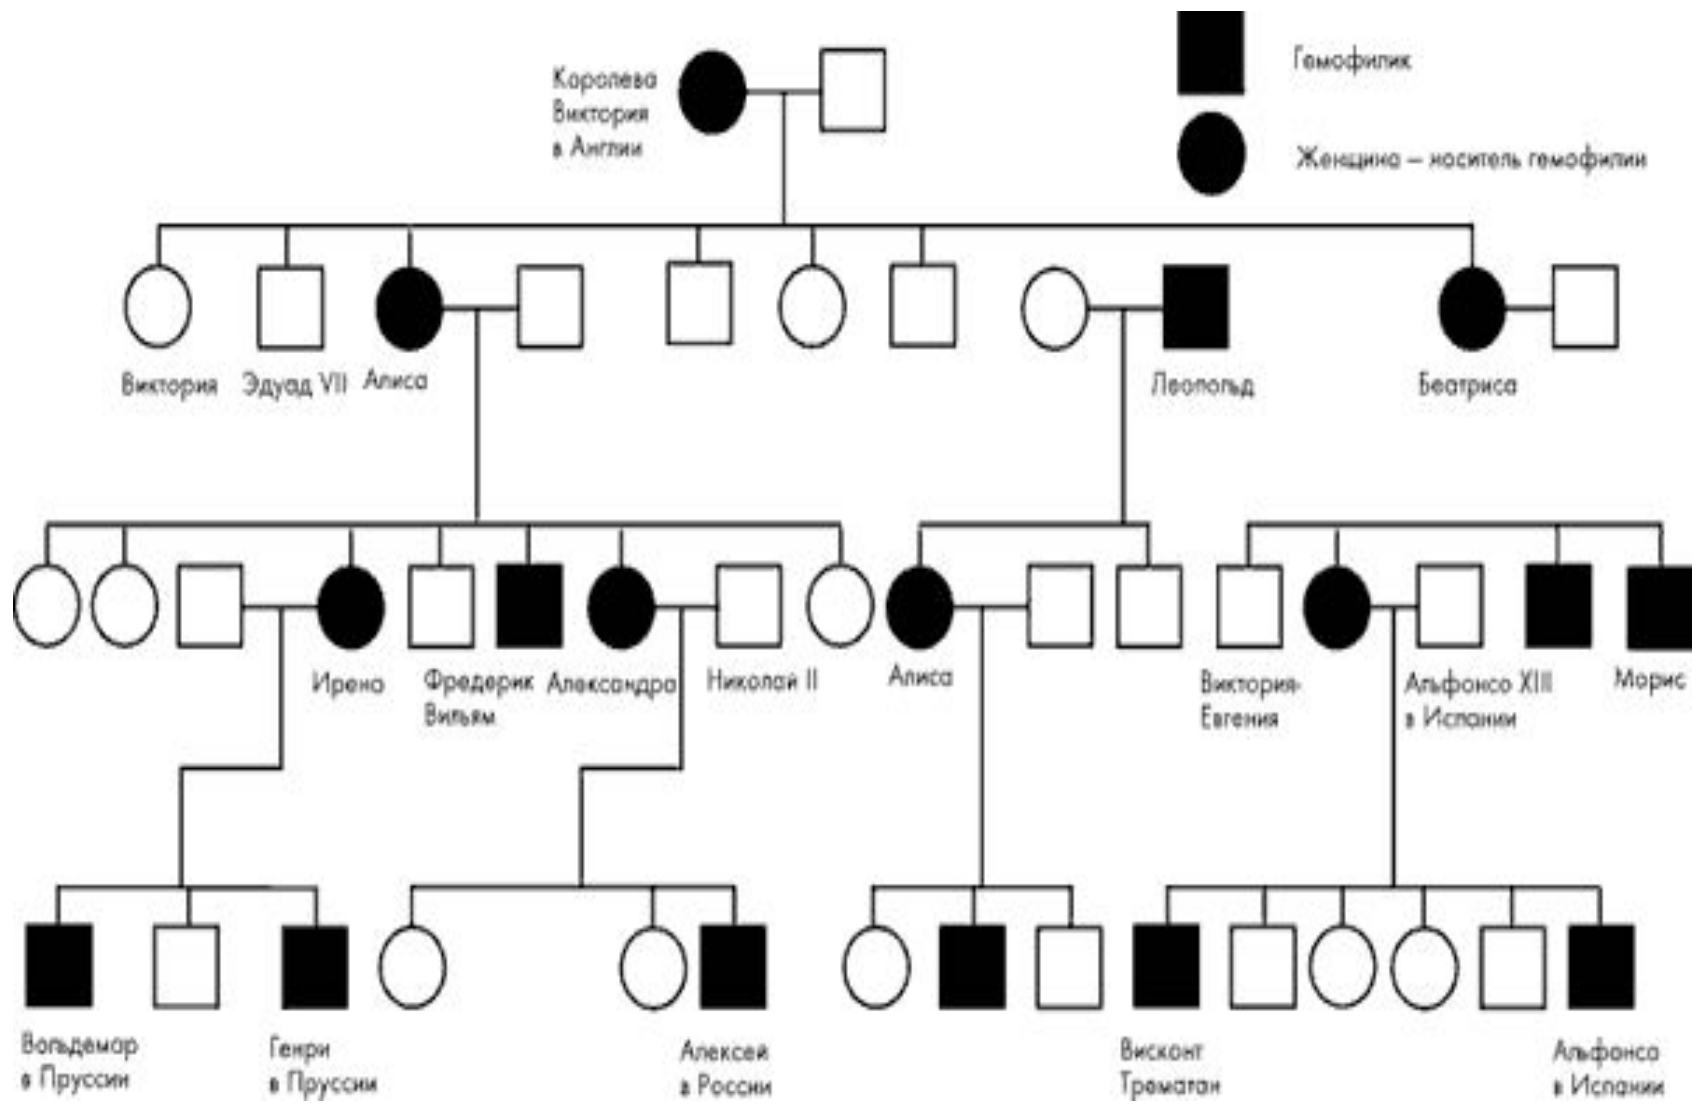 Королева
Виктория
в Англии
Гемофилик
Женщина – носитель гемофилии
Виктория
Эдуад VII
Алиса
Леопольд
Беатриса
Ирена
Фредерик
Вильям
Александра
Николай II
Алиса
Виктория-
Евгения
Альфонсо XIII
в Испании
Морис
Вольдемар
в Пруссии
Генри
в Пруссии
Алексей
в России
Висконт
Трематан
Альфонсо
в Испании